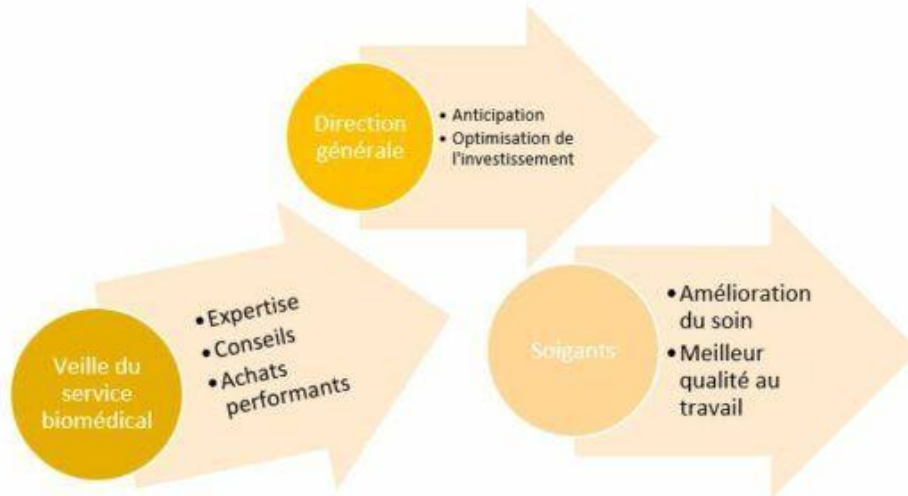 Direction
générale
• Anticipation
• Optimisation de
l'investissement
Veille du
service
biomédical
• Expertise
• Conseils
• Achats
performants
Soigants
• Amélioration
du soin
• Meilleur
qualité au
travail